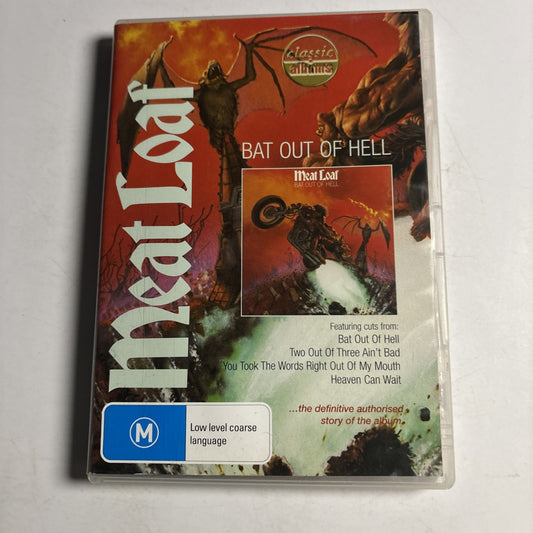 Meat Loaf
classic
albums
BAT OUT OF HELL
Meat Loaf
BAT OUT OF HELL
Featuring cuts from:
Bat Out Of Hell
Two Out Of Three Ain't Bad
You Took The Words Right Out Of My Mouth
Heaven Can Wait
...the definitive authorised
story of the album.
M
Low level coarse
language